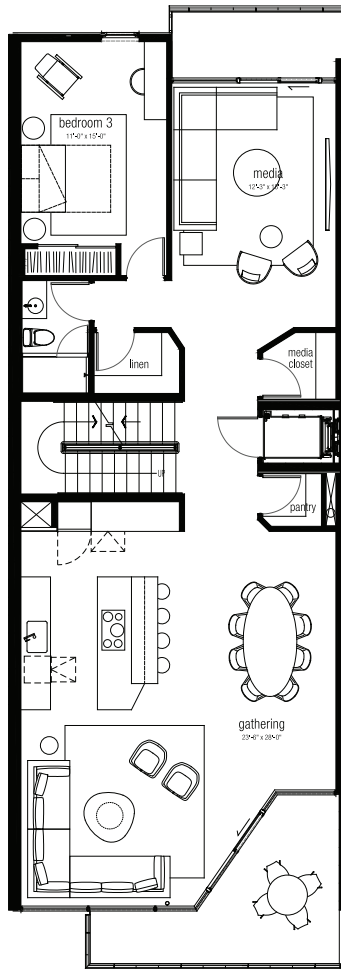 bedroom 3
11'-0" x 15'-0"
media
12'-3" x 18'-3"
linen
media
closet
UP
pantry
gathering
23'-6" x 28'-0"